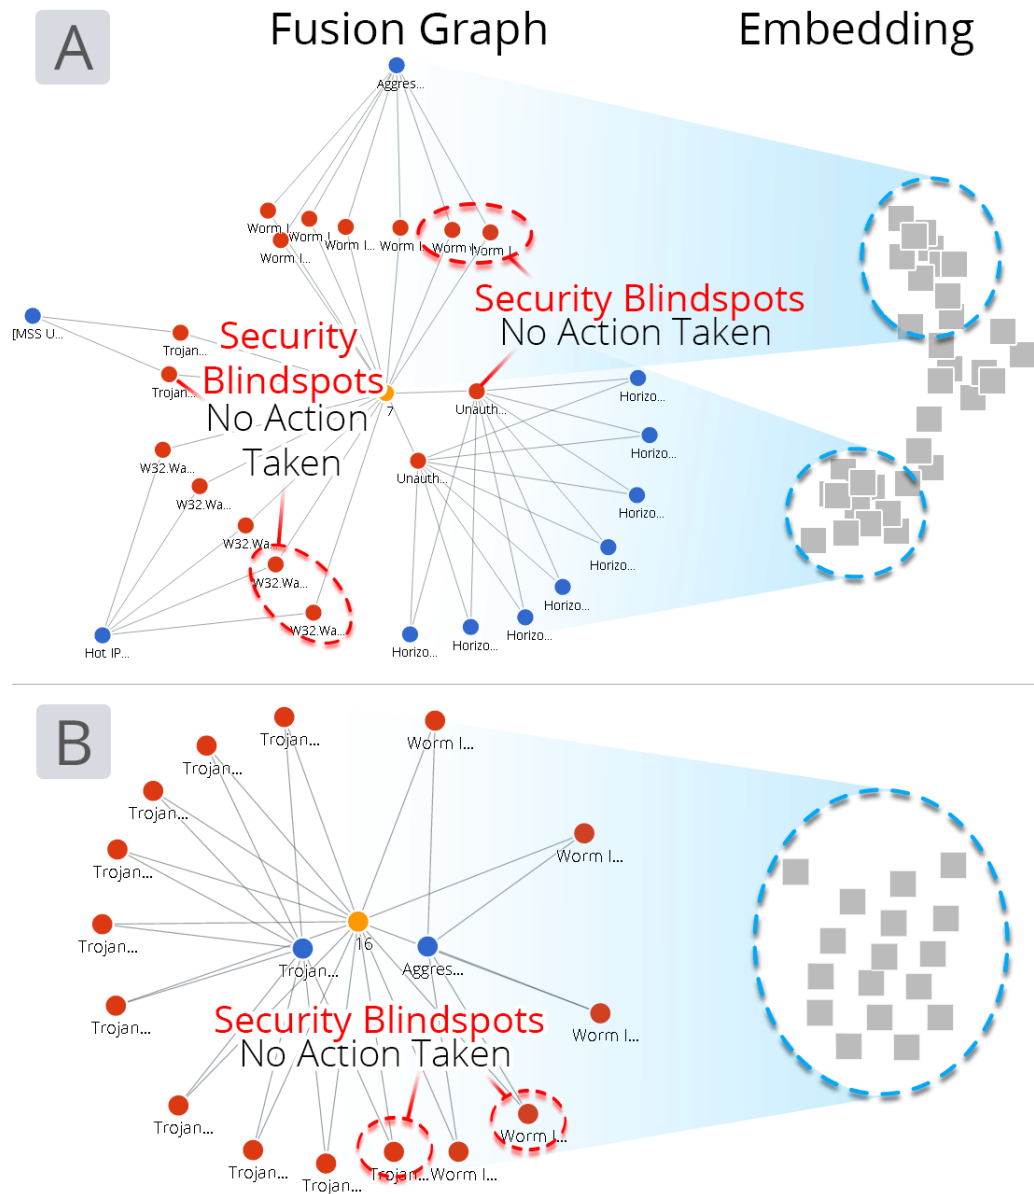 A
Fusion Graph
Embedding
Aggres...
Worm I...
Worm I...
Worm I...
Worm I...
Worm I...
Worm I...
Worm I...
Security Blindspots
No Action Taken
[MSS U...
Trojan...
Security
Blindspots
No Action
Taken
Trojan...
7
Unauth...
Horizo...
Horizo...
W32.Wa...
Unauth...
W32.Wa...
Horizo...
W32.Wa...
Horizo...
W32.Wa...
Horizo...
W32.Wa...
Horizo...
Horizo...
Horizo...
Hot IP...
B
Trojan...
Worm I...
Trojan...
Trojan...
Worm I...
Trojan...
Trojan...
16
Trojan...
Aggres...
Trojan...
Security Blindspots
No Action Taken
Worm I...
Trojan...
Worm I...
Trojan...
Trojan...
Trojan...
Worm I...